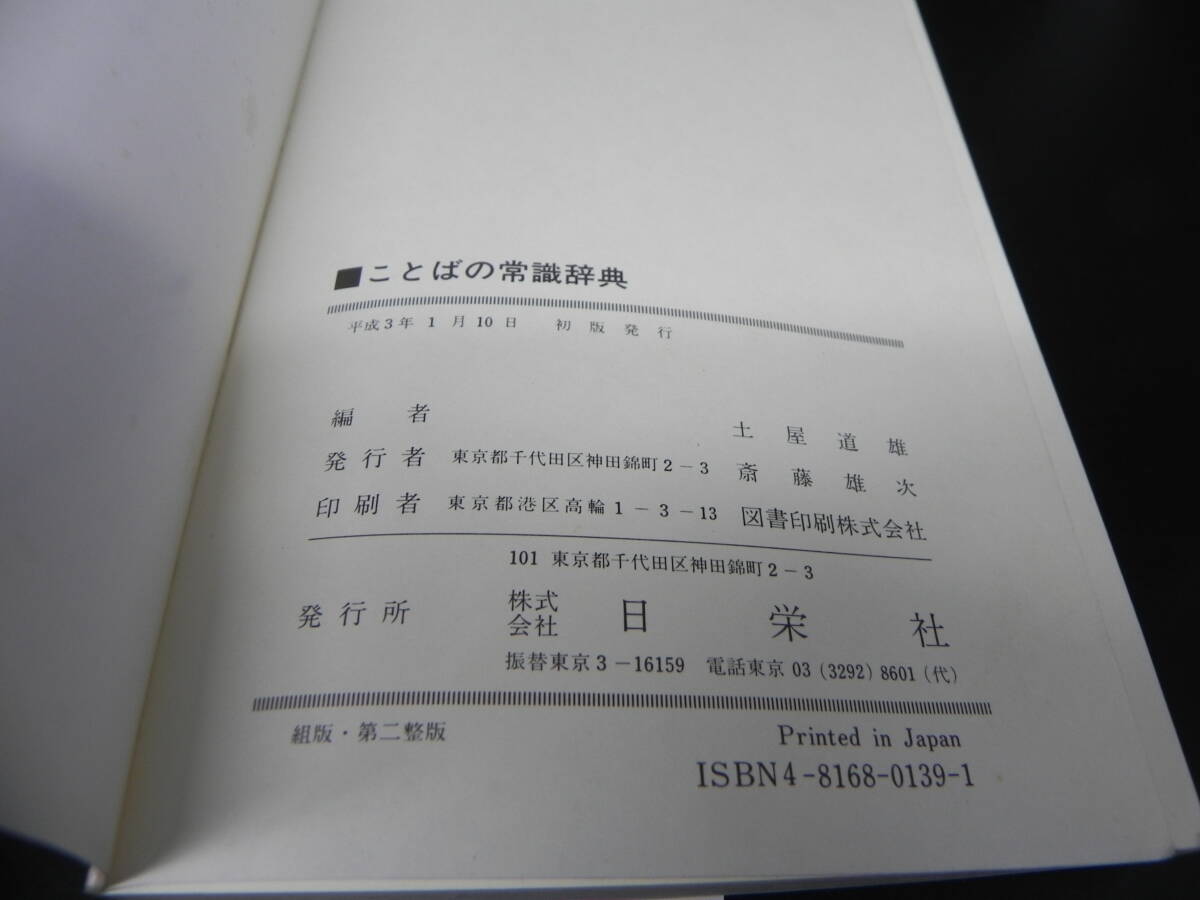 ■ことばの常識辞典
平成3年 1月10日 初版発行
編者 土屋道雄
発行者 東京都千代田区神田錦町2-3 斎藤雄次
印刷者 東京都港区高輪1-3-13 図書印刷株式会社
101 東京都千代田区神田錦町2-3
発行所 株式会社 日栄社
振替東京3-16159 電話東京03(3292)8601(代)
組版・第二整版 Printed in Japan
ISBN4-8168-0139-1